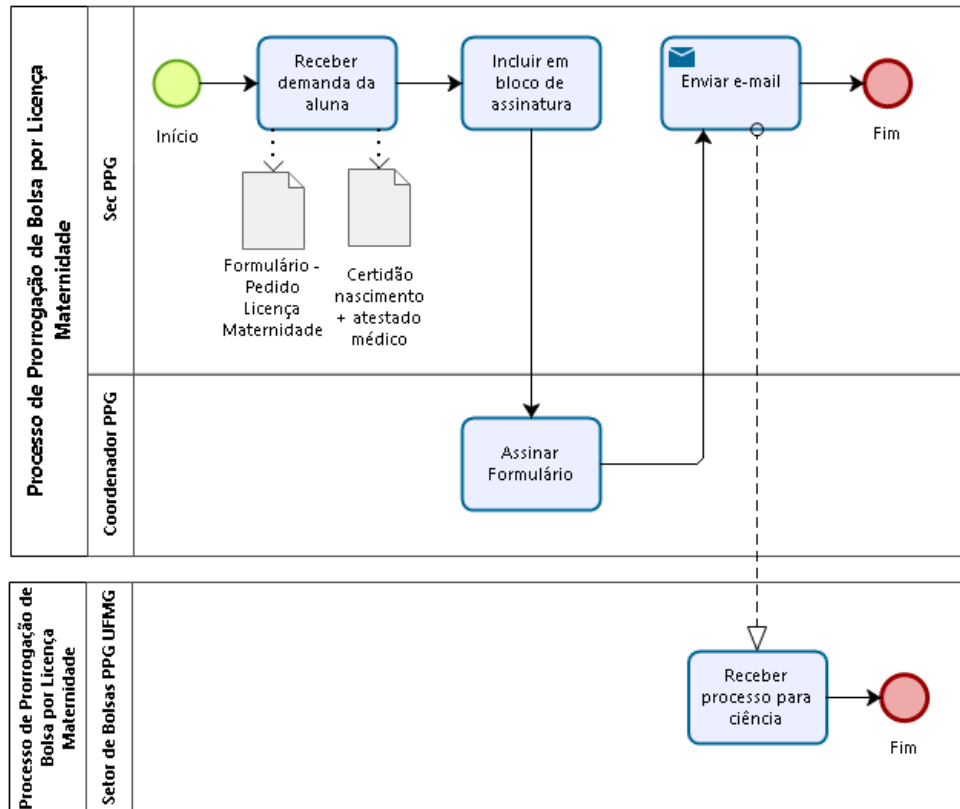 Processo de Prorrogação de Bolsa por Licença
Maternidade
Sec PPG
Início
Receber
demanda da
aluna
Incluir em
bloco de
assinatura
Enviar e-mail
Fim
Formulário -
Pedido
Licença
Maternidade
Certidão
nascimento
+ atestado
médico
Coordenador PPG
Assinar
Formulário
Processo de Prorrogação de
Bolsa por Licença
Maternidade
Setor de Bolsas PPG UFMG
Receber
processo para
ciência
Fim